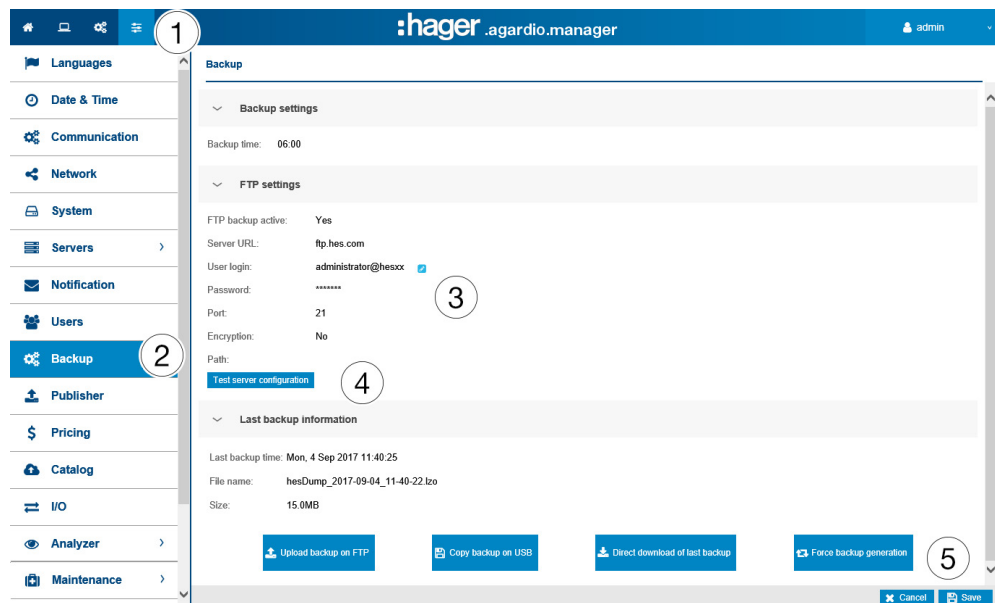 1
:hager .agardio.manager
admin
Languages
Date & Time
Communication
Network
System
Servers
Notification
Users
Backup
2
Publisher
Pricing
Catalog
I/O
Analyzer
Maintenance
Backup
Backup settings
Backup time: 06:00
FTP settings
FTP backup active: Yes
Server URL: ftp.hes.com
User login: administrator@hesxx
Password: *******
3
Port: 21
Encryption: No
Path:
Test server configuration
4
Last backup information
Last backup time: Mon, 4 Sep 2017 11:40:25
File name: hesDump_2017-09-04_11-40-22.lzo
Size: 15.0MB
Upload backup on FTP
Copy backup on USB
Direct download of last backup
Force backup generation
5
Cancel
Save